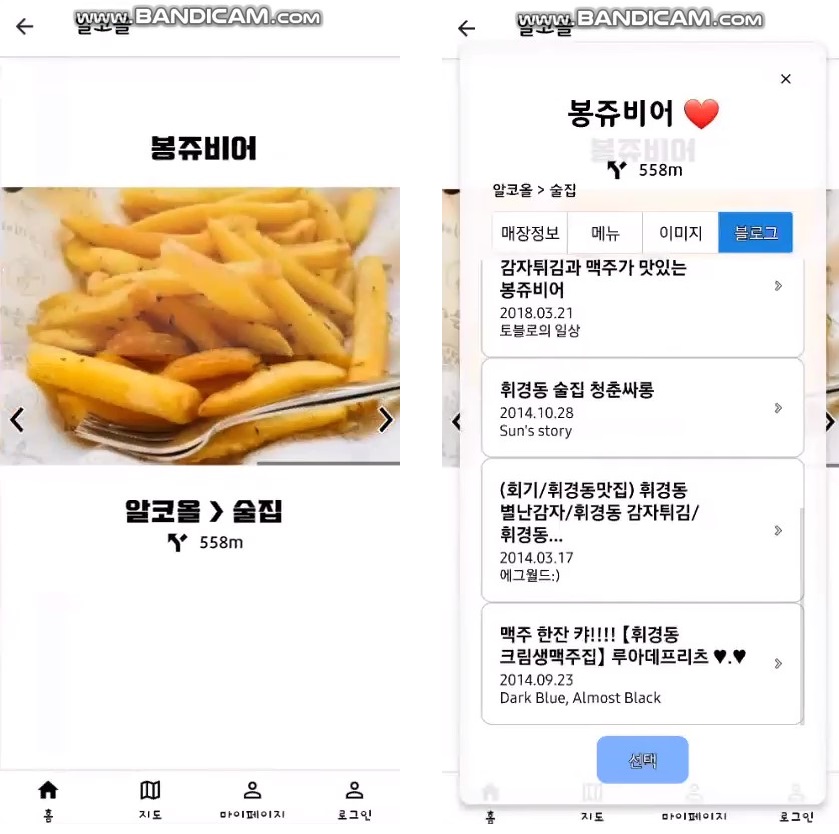 www.BANDICAM.com
알코올
봉쥬비어
알코올 > 술집
558m
홈
지도
마이페이지
로그인
www.BANDICAM.com
알코올
봉쥬비어 ❤️
봉쥬비어
558m
알코올 > 술집
매장정보
메뉴
이미지
블로그
감자튀김과 맥주가 맛있는
봉쥬비어
2018.03.21
토블로의 일상
휘경동 술집 청춘싸롱
2014.10.28
Sun's story
(회기/휘경동맛집) 휘경동
별난감자/휘경동 감자튀김/
휘경동...
2014.03.17
에그월드:)
맥주 한잔 캬!!!! 【휘경동
크림생맥주집】 루아데프리츠 ♥.♥
2014.09.23
Dark Blue, Almost Black
선택
홈
지도
마이페이지
로그인